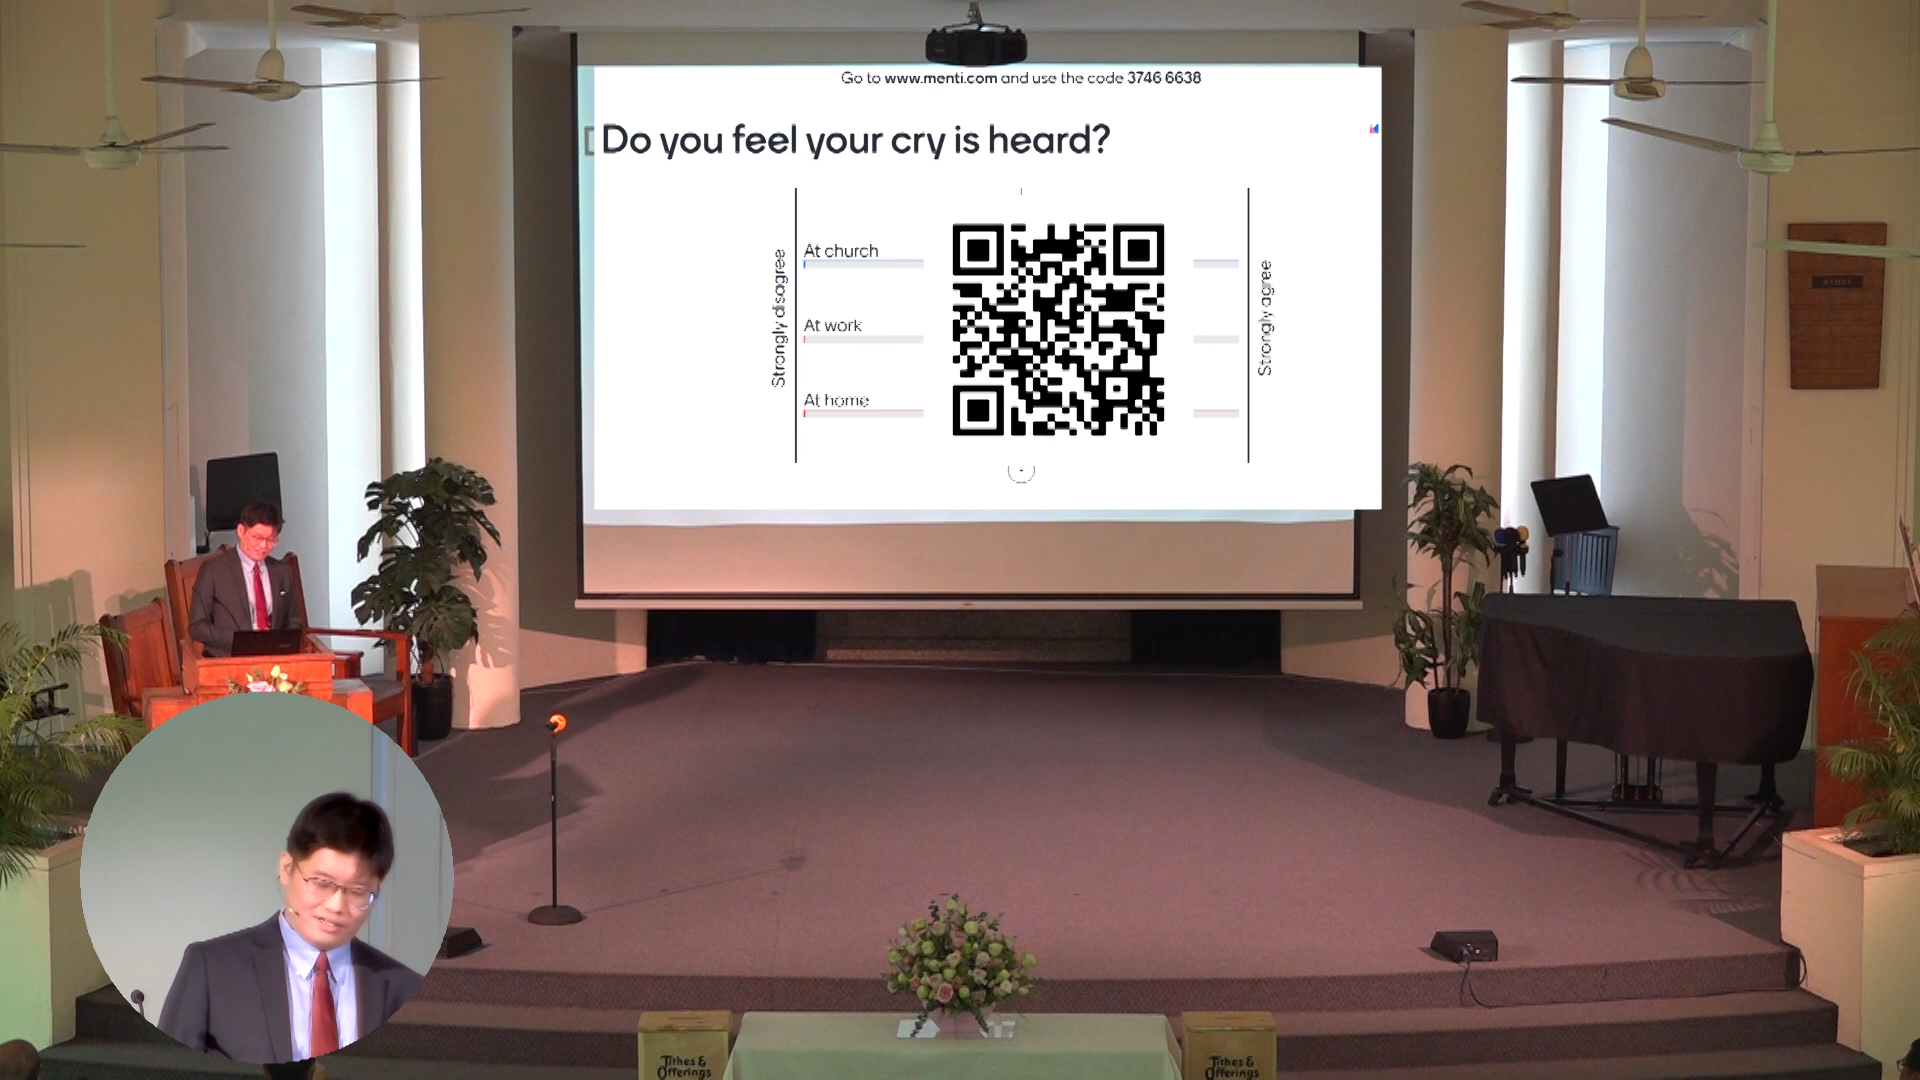 Go to www.menti.com and use the code 3746 6638
Do you feel your cry is heard?
Strongly disagree
At church
At work
At home
Strongly agree
Tithes &
Offerings
Tithes &
Offerings